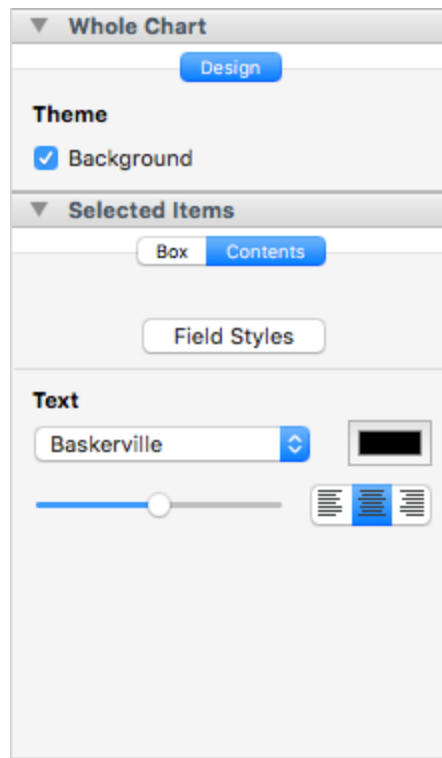 Whole Chart
Design
Theme
Background
Selected Items
Box Contents
Field Styles
Text
Baskerville